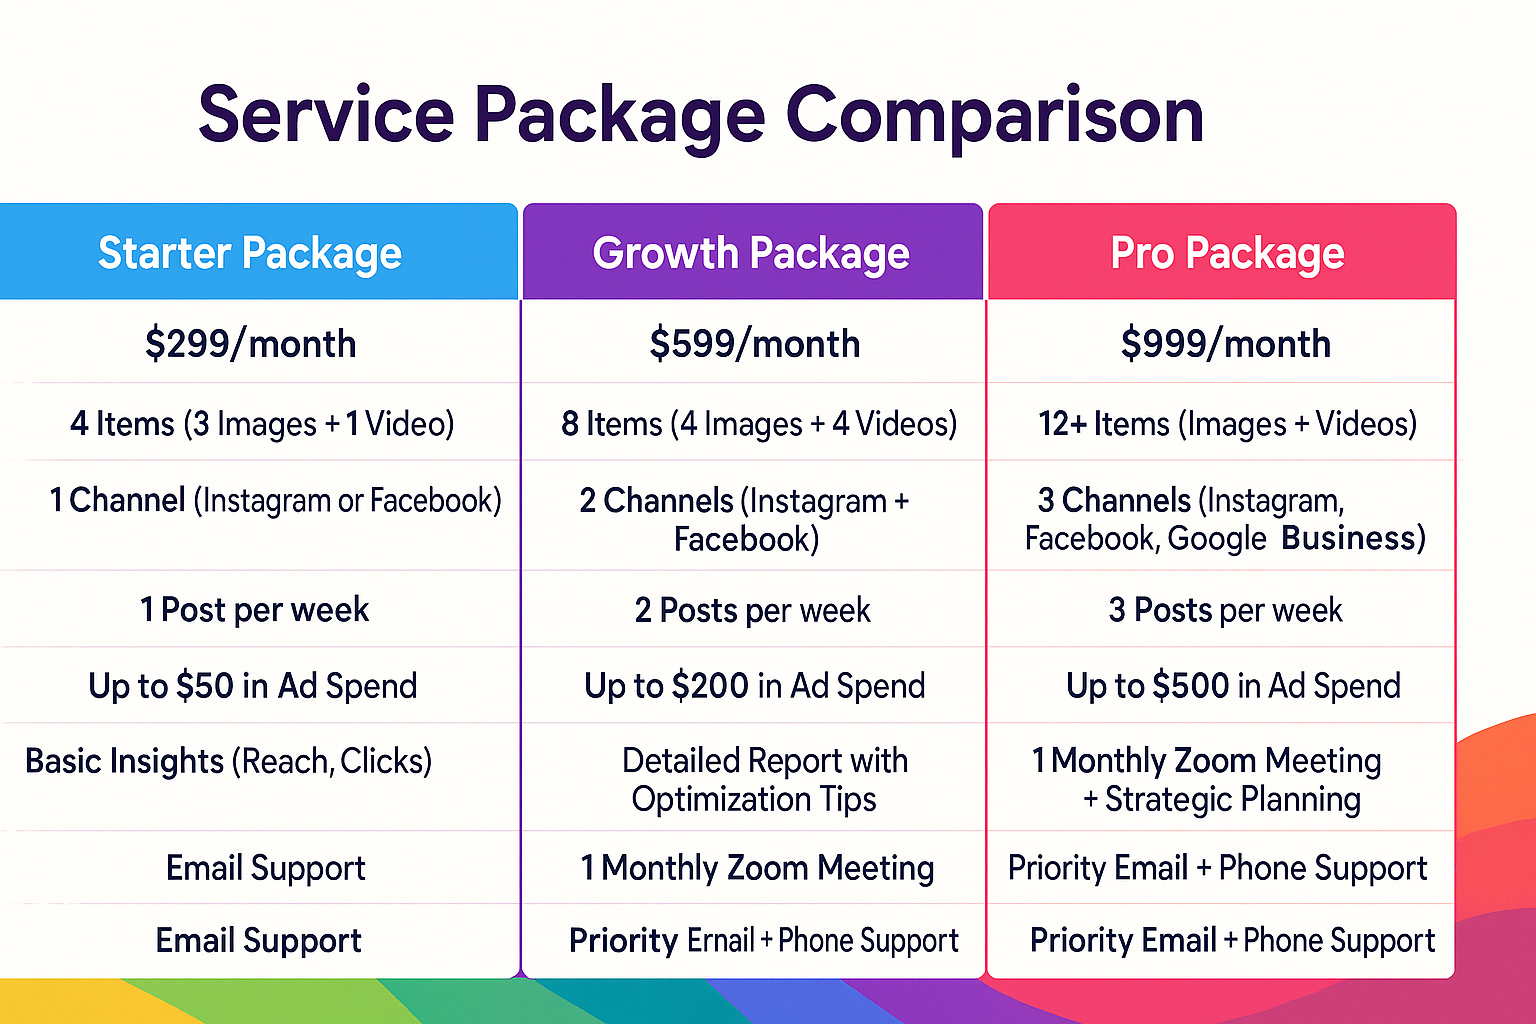 Service Package Comparison
Starter Package
Growth Package
Pro Package
$299/month
$599/month
$999/month
4 Items (3 Images + 1 Video)
8 Items (4 Images + 4 Videos)
12+ Items (Images + Videos)
1 Channel (Instagram or Facebook)
2 Channels (Instagram +
Facebook)
3 Channels (Instagram,
Facebook, Google Business)
1 Post per week
2 Posts per week
3 Posts per week
Up to $50 in Ad Spend
Up to $200 in Ad Spend
Up to $500 in Ad Spend
Basic Insights (Reach, Clicks)
Detailed Report with
Optimization Tips
1 Monthly Zoom Meeting
+ Strategic Planning
Email Support
1 Monthly Zoom Meeting
Priority Email + Phone Support
Email Support
Priority Ernail + Phone Support
Priority Email + Phone Support